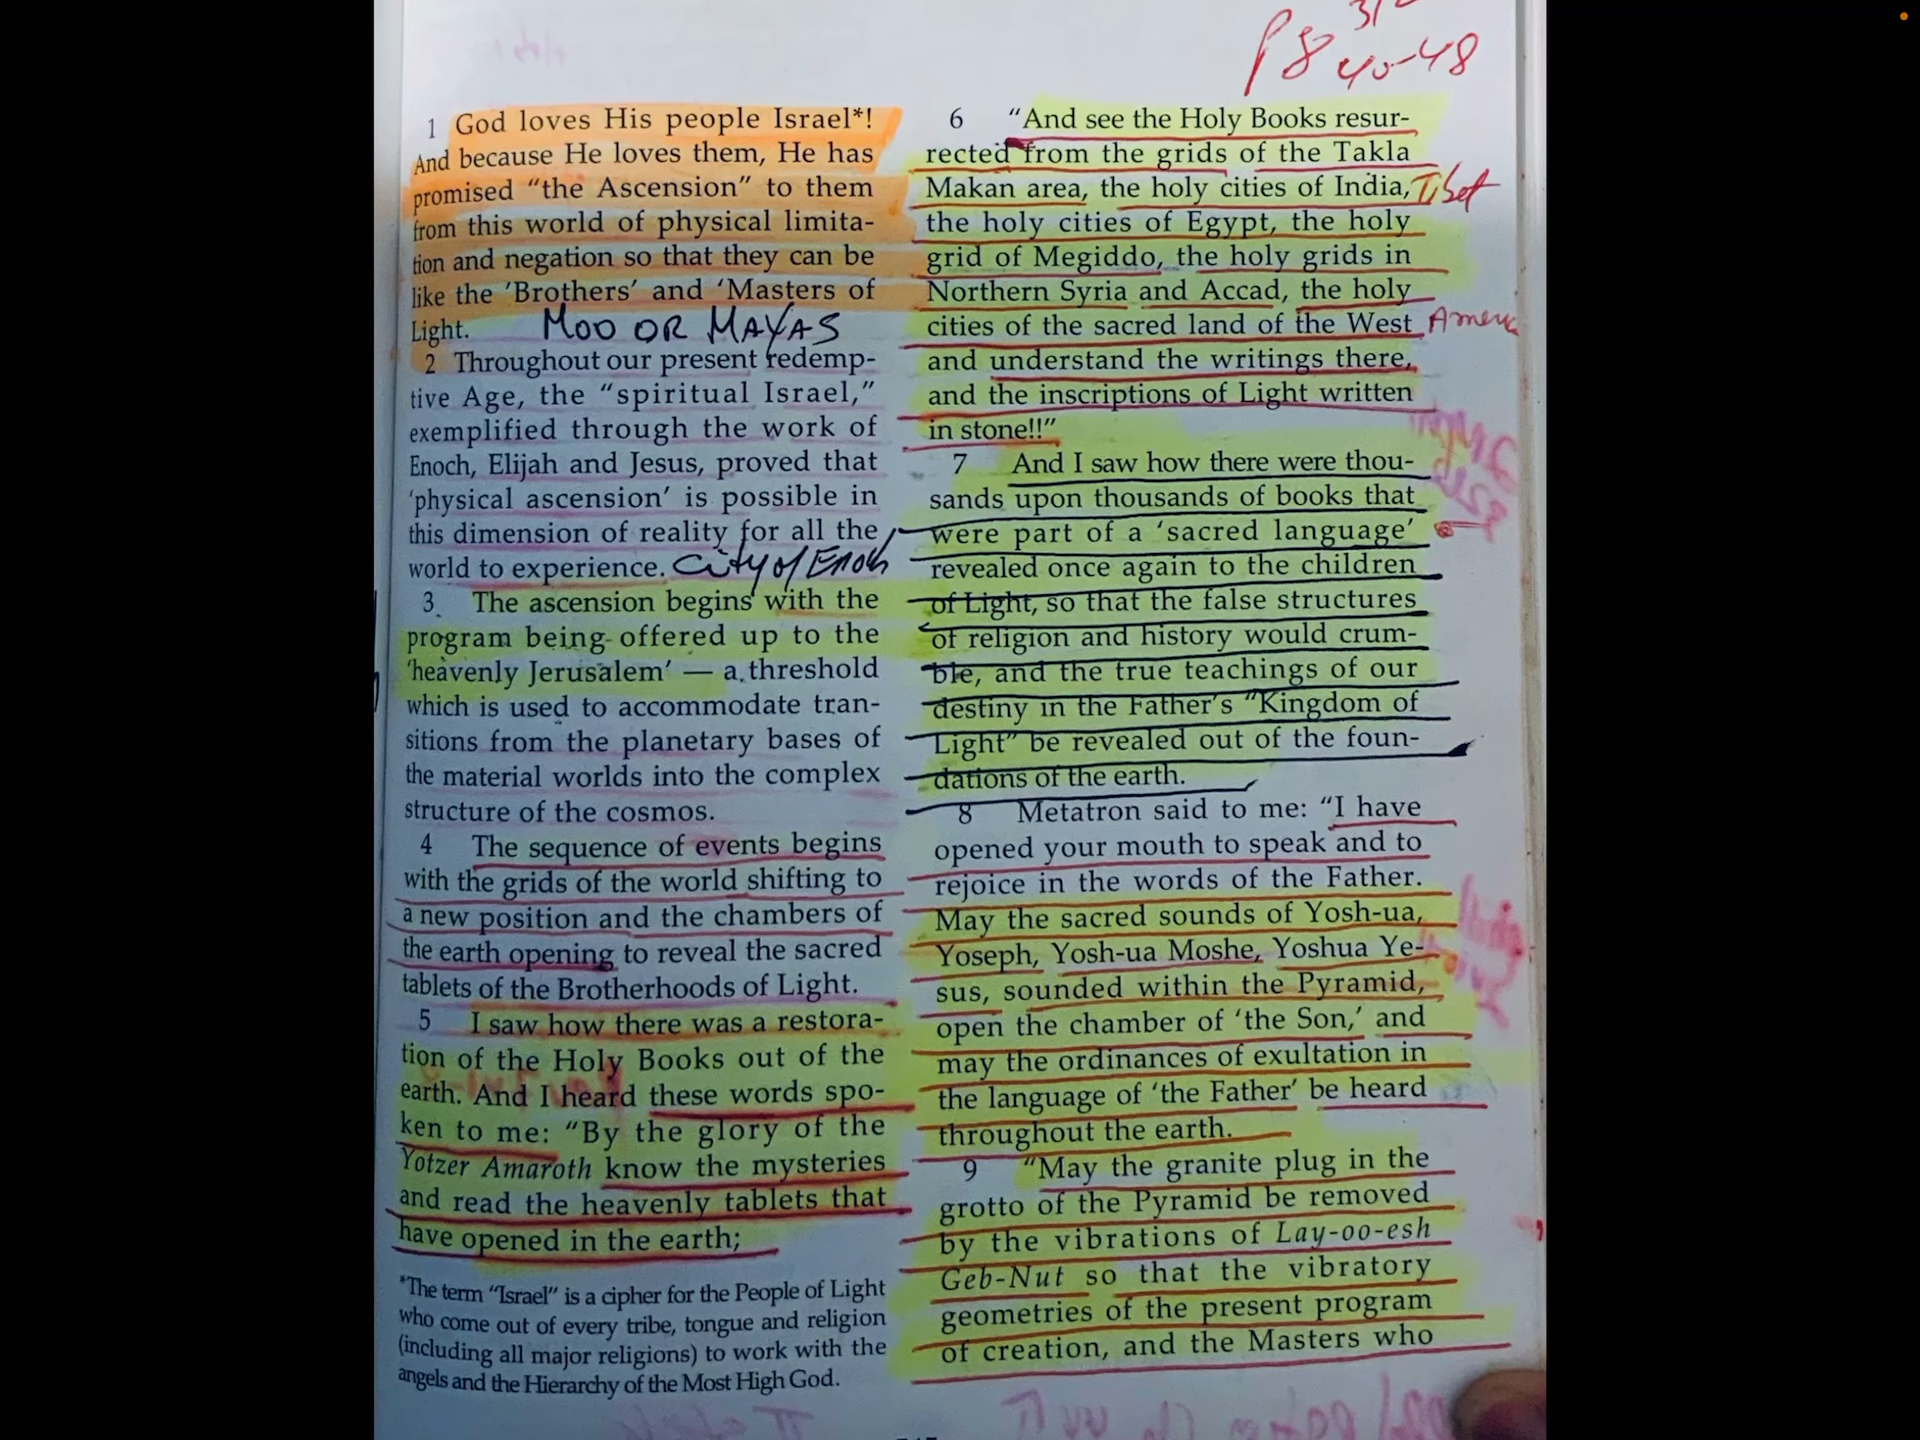 P8 31
40-48
1 God loves His people Israel*!
And because He loves them, He has
promised “the Ascension” to them
from this world of physical limita-
tion and negation so that they can be
like the ‘Brothers’ and ‘Masters of
Light. MOO OR MAYAS
2 Throughout our present redemp-
tive Age, the “spiritual Israel,”
exemplified through the work of
Enoch, Elijah and Jesus, proved that
‘physical ascension’ is possible in
this dimension of reality for all the
world to experience. City of Enoch
3 The ascension begins with the
program being offered up to the
‘heavenly Jerusalem’ — a threshold
which is used to accommodate tran-
sitions from the planetary bases of
the material worlds into the complex
structure of the cosmos.
4 The sequence of events begins
with the grids of the world shifting to
a new position and the chambers of
the earth opening to reveal the sacred
tablets of the Brotherhoods of Light.
5 I saw how there was a restora-
tion of the Holy Books out of the
earth. And I heard these words spo-
ken to me: “By the glory of the
Yotzer Amaroth know the mysteries
and read the heavenly tablets that
have opened in the earth;
*The term “Israel” is a cipher for the People of Light
who come out of every tribe, tongue and religion
(including all major religions) to work with the
angels and the Hierarchy of the Most High God.
6 “And see the Holy Books resur-
rected from the grids of the Takla
Makan area, the holy cities of India, Tibet
the holy cities of Egypt, the holy
grid of Megiddo, the holy grids in
Northern Syria and Accad, the holy
cities of the sacred land of the West America
and understand the writings there,
and the inscriptions of Light written
in stone!!”
7 And I saw how there were thou-
sands upon thousands of books that
were part of a ‘sacred language’
revealed once again to the children
of Light, so that the false structures
of religion and history would crum-
ble, and the true teachings of our
destiny in the Father’s “Kingdom of
Light” be revealed out of the foun-
dations of the earth.
8 Metatron said to me: “I have
opened your mouth to speak and to
rejoice in the words of the Father.
May the sacred sounds of Yosh-ua,
Yoseph, Yosh-ua Moshe, Yoshua Ye-
sus, sounded within the Pyramid,
open the chamber of ‘the Son,’ and
may the ordinances of exultation in
the language of ‘the Father’ be heard
throughout the earth.
9 “May the granite plug in the
grotto of the Pyramid be removed
by the vibrations of Lay-oo-esh
Geb-Nut so that the vibratory
geometries of the present program
of creation, and the Masters who